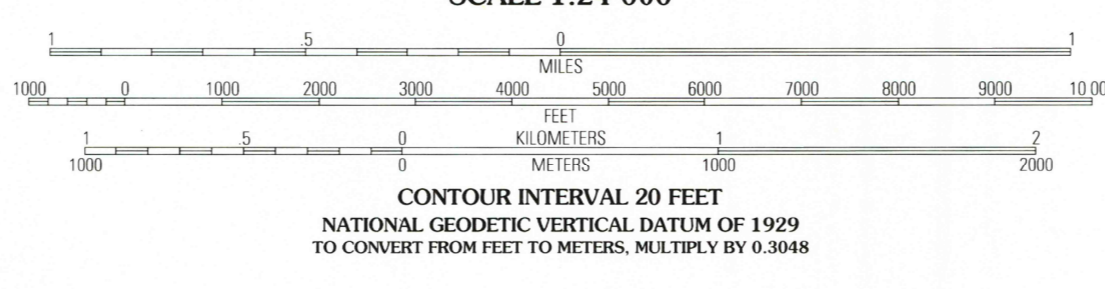 SCALE 1:24 000
1 .5 0 1
MILES
1000 0 1000 2000 3000 4000 5000 6000 7000 8000 9000 10 00
FEET
1 .5 0 KILOMETERS 1 2
1000 0 METERS 1000 2000
CONTOUR INTERVAL 20 FEET
NATIONAL GEODETIC VERTICAL DATUM OF 1929
TO CONVERT FROM FEET TO METERS, MULTIPLY BY 0.3048